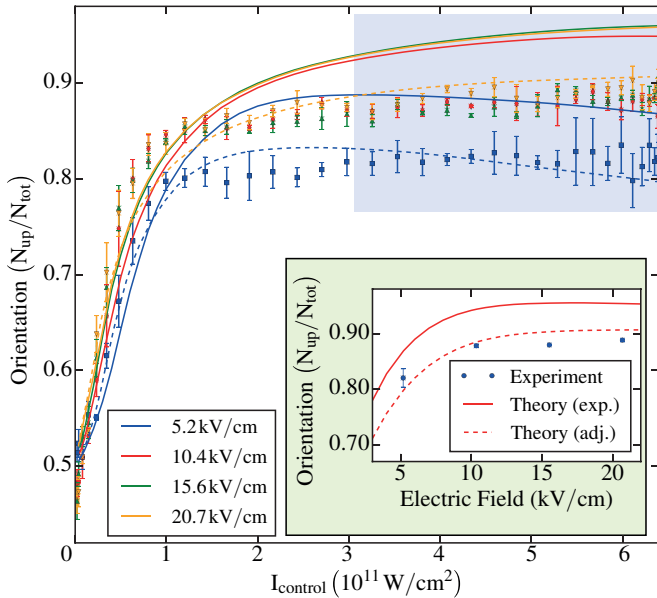 Orientation (N_up/N_tot)
0.9
0.8
0.7
0.6
0.5
0 1 2 3 4 5 6
I_control (10^11 W/cm^2)
5.2 kV/cm
10.4 kV/cm
15.6 kV/cm
20.7 kV/cm
Orientation (N_up/N_tot)
0.90
0.80
0.70
Experiment
Theory (exp.)
Theory (adj.)
5 10 15 20
Electric Field (kV/cm)